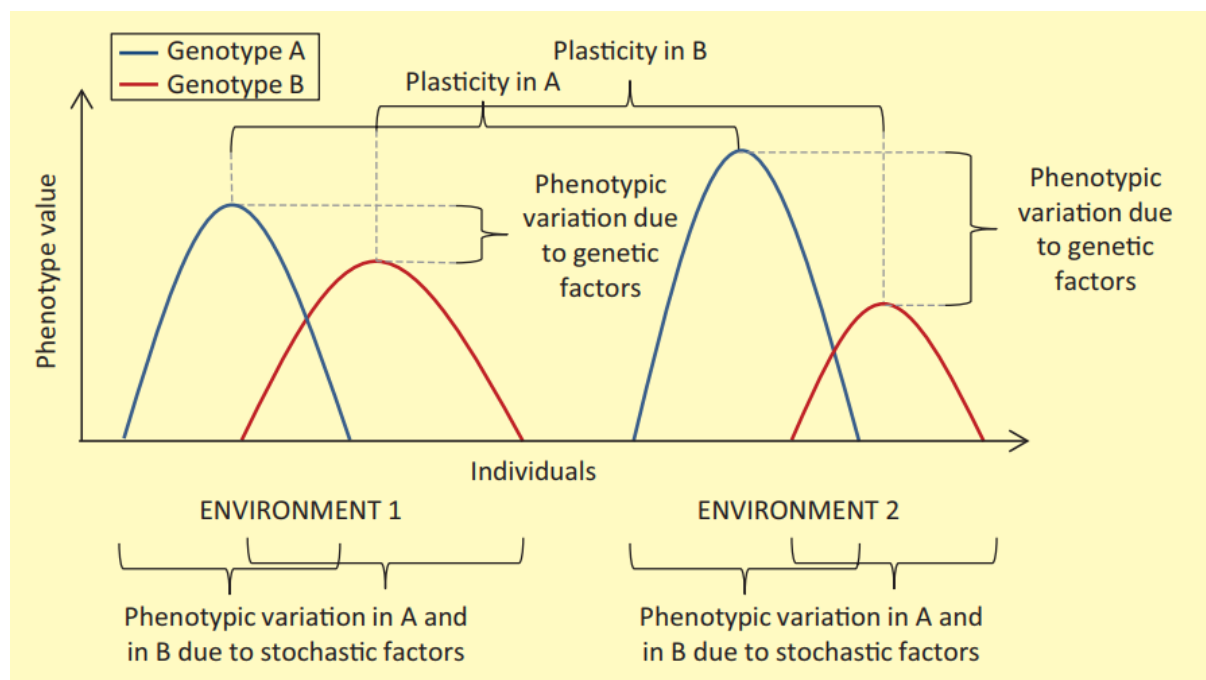 Genotype A
Genotype B
Plasticity in B
Plasticity in A
Phenotype value
Phenotypic
variation due
to genetic
factors
Phenotypic
variation due
to genetic
factors
Individuals
ENVIRONMENT 1
ENVIRONMENT 2
Phenotypic variation in A and
in B due to stochastic factors
Phenotypic variation in A and
in B due to stochastic factors